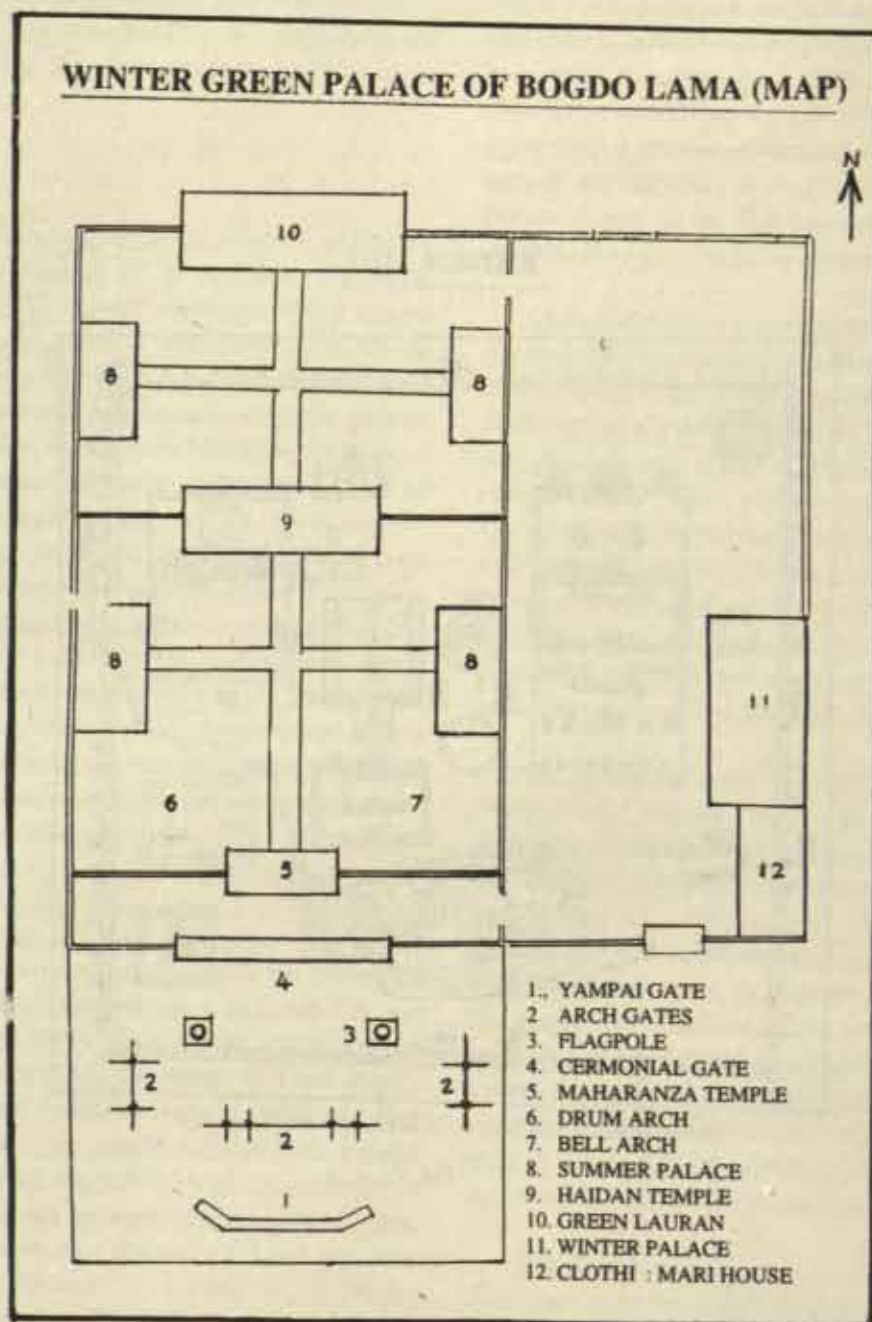 WINTER GREEN PALACE OF BOGDO LAMA (MAP)
N
10
8 8
9
8 8
11
6 7
5 12
4
3
2 2
2
1
1., YAMPAI GATE
2 ARCH GATES
3. FLAGPOLE
4. CERMONIAL GATE
5. MAHARANZA TEMPLE
6. DRUM ARCH
7. BELL ARCH
8. SUMMER PALACE
9. HAIDAN TEMPLE
10. GREEN LAURAN
11. WINTER PALACE
12. CLOTHI : MARI HOUSE